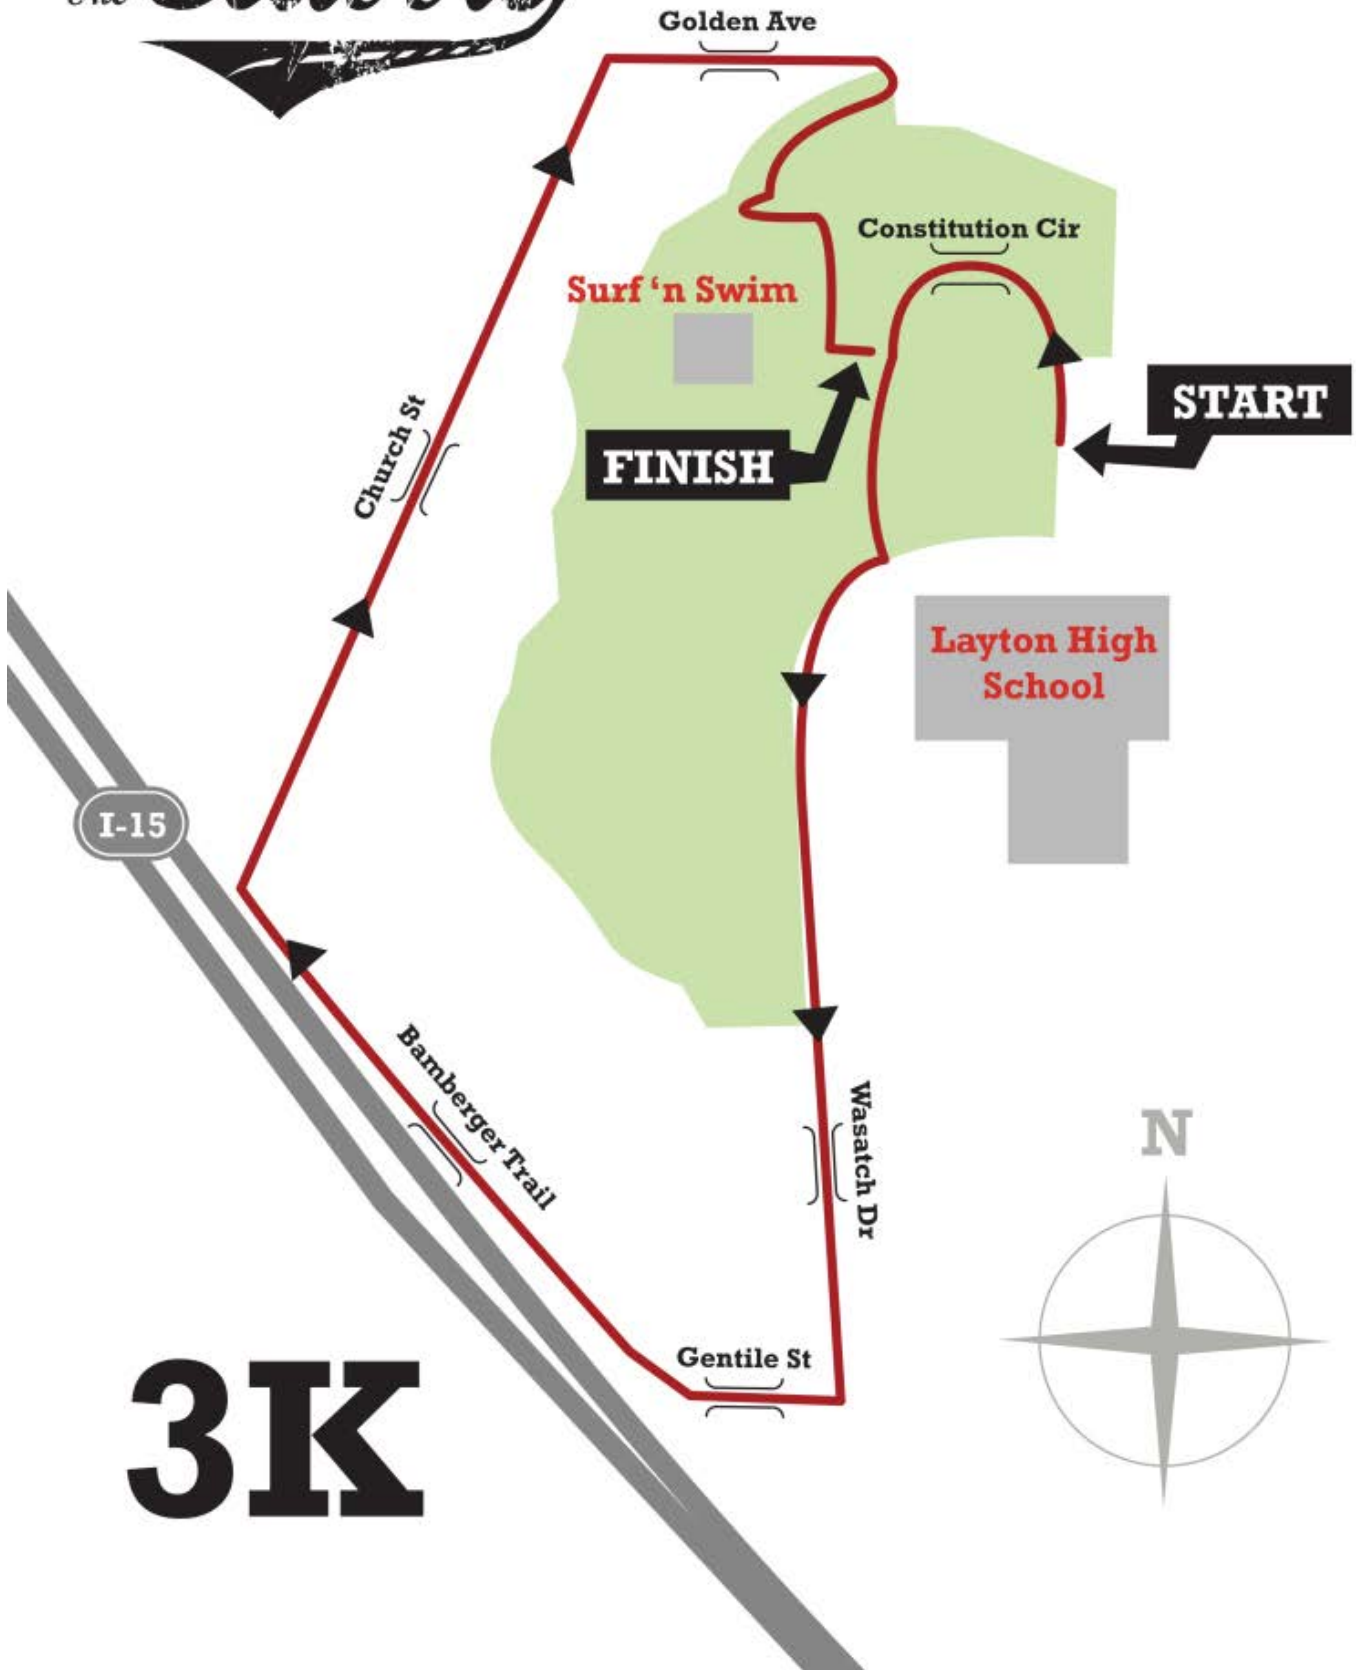 The
Golden Ave
Constitution Cir
Surf ‘n Swim
START
Church St
FINISH
Layton High
School
I-15
Bamberger Trail
Wasatch Dr
N
Gentile St
3K